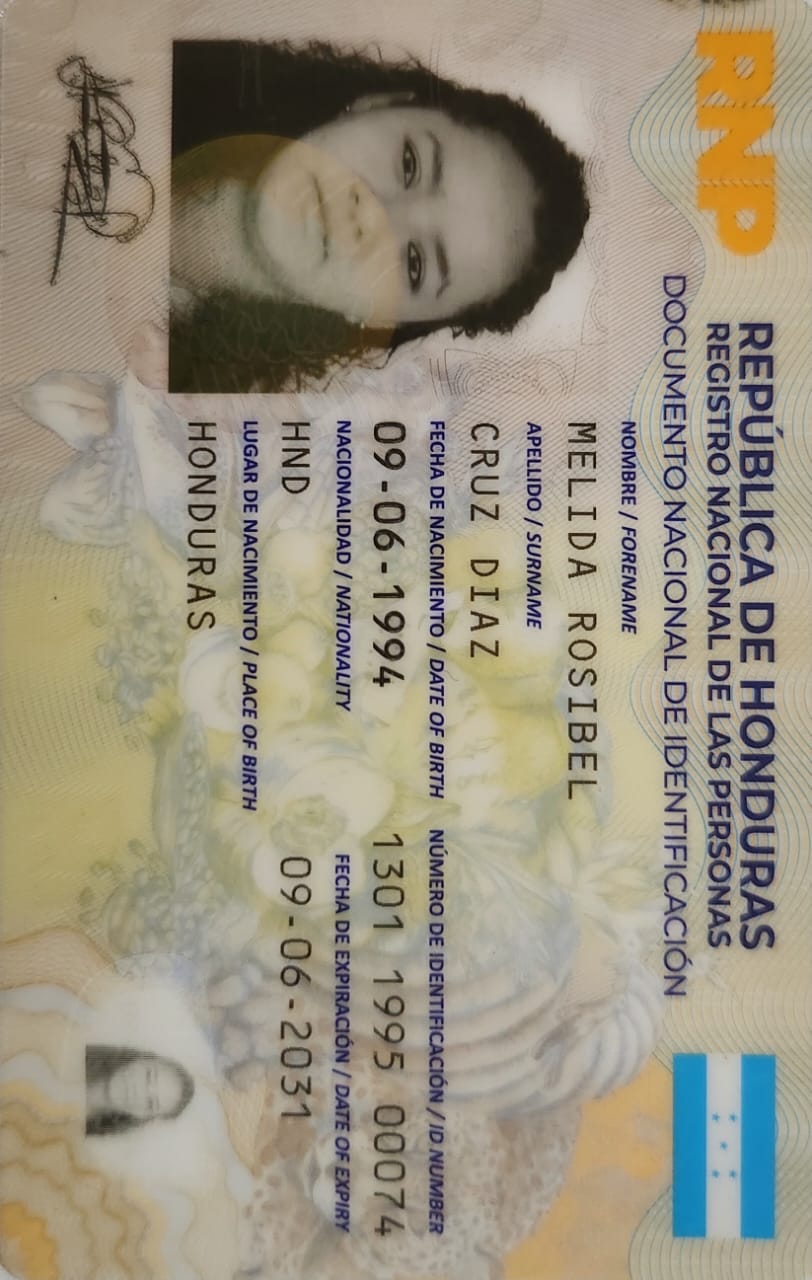 RNP
REPÚBLICA DE HONDURAS
REGISTRO NACIONAL DE LAS PERSONAS
DOCUMENTO NACIONAL DE IDENTIFICACIÓN
NOMBRE / FORENAME
MELIDA ROSIBEL
APELLIDO / SURNAME
CRUZ DIAZ
FECHA DE NACIMIENTO / DATE OF BIRTH
09-06-1994
NÚMERO DE IDENTIFICACIÓN / ID NUMBER
1301 1995 00074
NACIONALIDAD / NATIONALITY
HND
FECHA DE EXPIRACIÓN / DATE OF EXPIRY
09-06-2031
LUGAR DE NACIMIENTO / PLACE OF BIRTH
HONDURAS